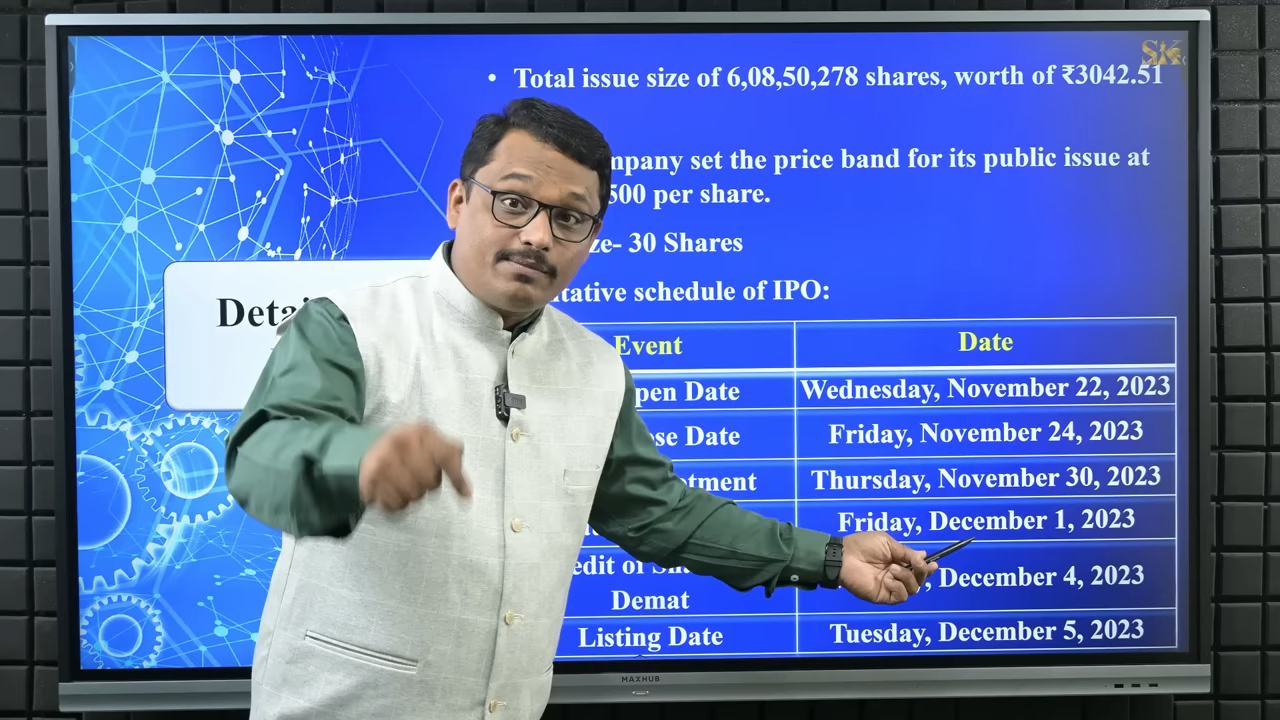 SK
• Total issue size of 6,08,50,278 shares, worth of ₹3042.51
mpany set the price band for its public issue at
500 per share.
ze- 30 Shares
tative schedule of IPO:
Deta
Event Date
pen Date Wednesday, November 22, 2023
ose Date Friday, November 24, 2023
otment Thursday, November 30, 2023
Friday, December 1, 2023
edit of Sha
Demat
, December 4, 2023
Listing Date Tuesday, December 5, 2023
MAXHUB